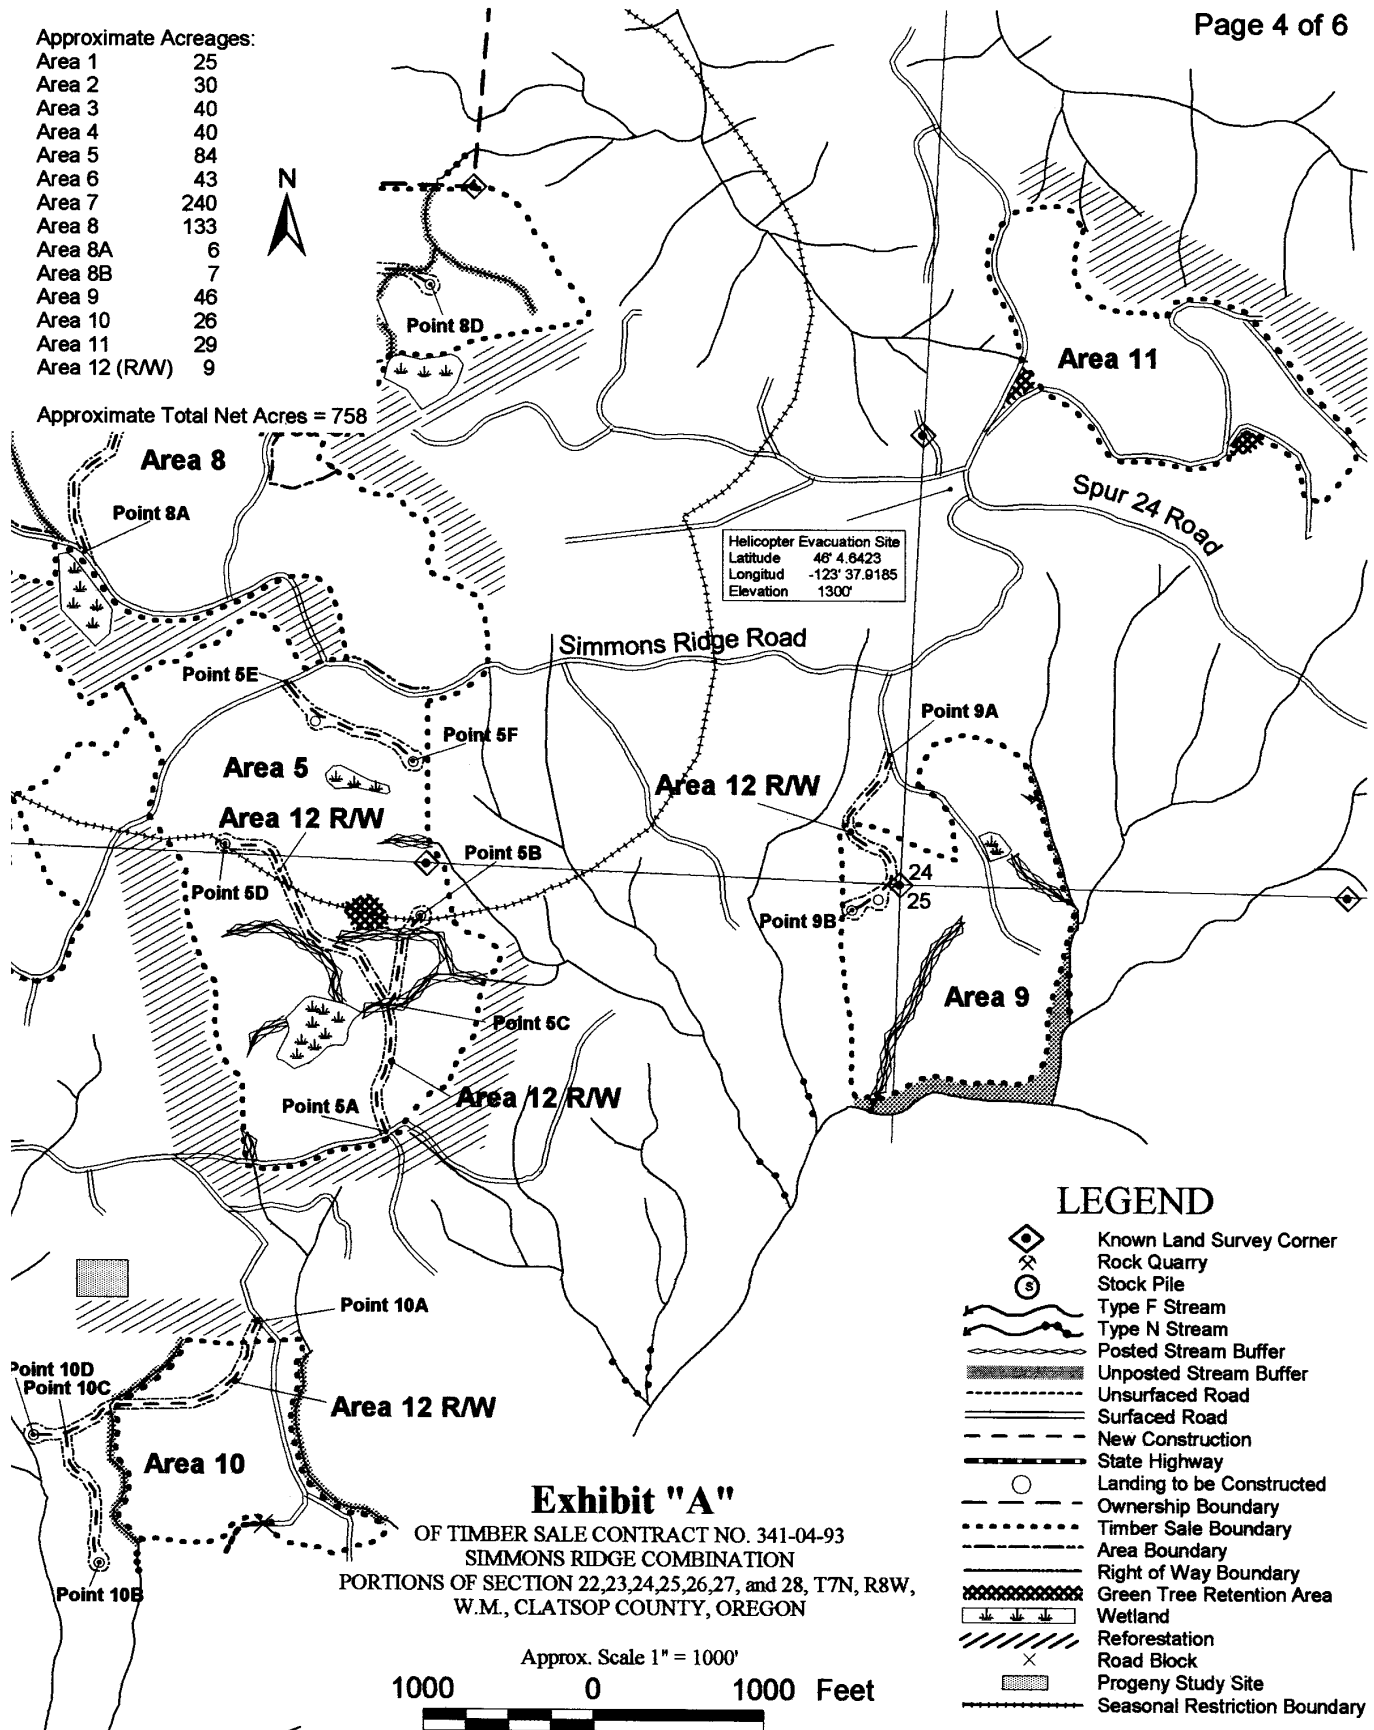 Page 4 of 6
Approximate Acreages:
Area 1 25
Area 2 30
Area 3 40
Area 4 40
Area 5 84
Area 6 43
Area 7 240
Area 8 133
Area 8A 6
Area 8B 7
Area 9 46
Area 10 26
Area 11 29
Area 12 (R/W) 9
Approximate Total Net Acres = 758
N
Point 8D
Area 11
Area 8
Point 8A
Spur 24 Road
Helicopter Evacuation Site
Latitude 46° 4.6423
Longitud -123° 37.9185
Elevation 1300'
Simmons Ridge Road
Point 5E
Point 9A
Point 5F
Area 5
Area 12 R/W
Area 12 R/W
Point 5B
24
25
Point 5D
Point 9B
Area 9
Point 5C
Area 12 R/W
Point 5A
Point 10A
Point 10D
Point 10C
Area 12 R/W
Area 10
Point 10B
LEGEND
Known Land Survey Corner
Rock Quarry
S Stock Pile
Type F Stream
Type N Stream
Posted Stream Buffer
Unposted Stream Buffer
Unsurfaced Road
Surfaced Road
New Construction
State Highway
Landing to be Constructed
Ownership Boundary
Timber Sale Boundary
Area Boundary
Right of Way Boundary
Green Tree Retention Area
Wetland
Reforestation
Road Block
Progeny Study Site
Seasonal Restriction Boundary
Exhibit "A"
OF TIMBER SALE CONTRACT NO. 341-04-93
SIMMONS RIDGE COMBINATION
PORTIONS OF SECTION 22,23,24,25,26,27, and 28, T7N, R8W,
W.M., CLATSOP COUNTY, OREGON
Approx. Scale 1" = 1000'
1000 0 1000 Feet